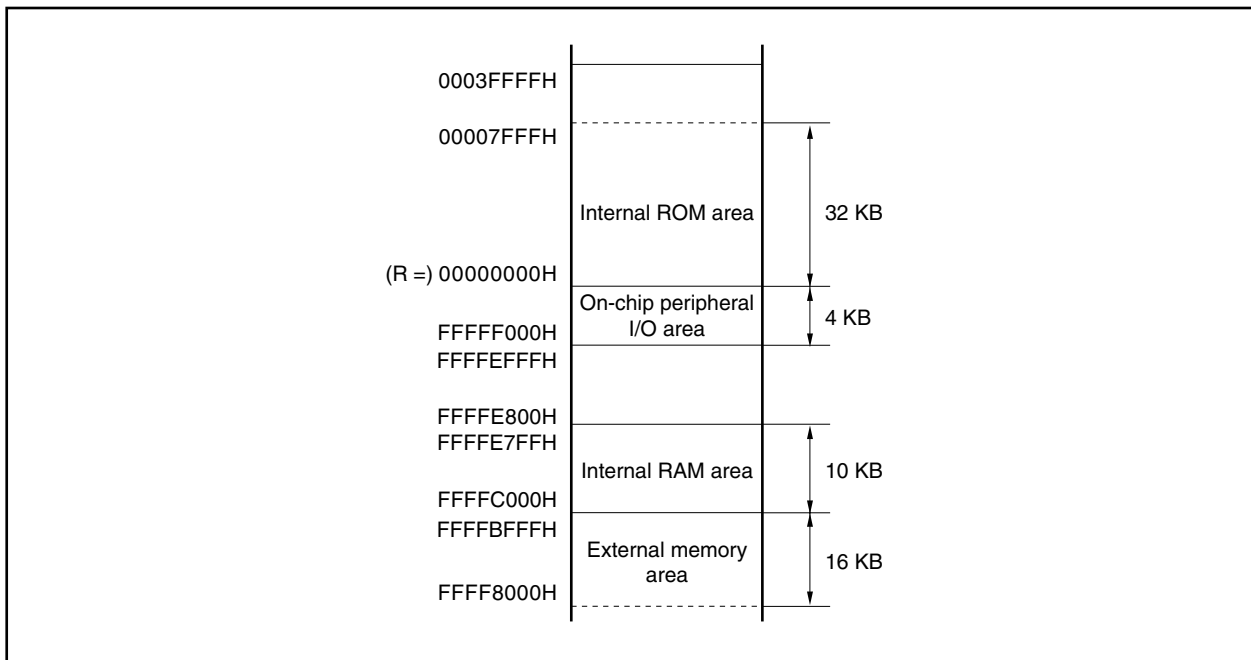 0003FFFFH
00007FFFH
Internal ROM area
32 KB
(R =) 00000000H
On-chip peripheral
I/O area
4 KB
FFFFF000H
FFFFEFFFH
FFFFE800H
FFFFE7FFH
Internal RAM area
10 KB
FFFFC000H
FFFFBFFFH
External memory
area
16 KB
FFFF8000H